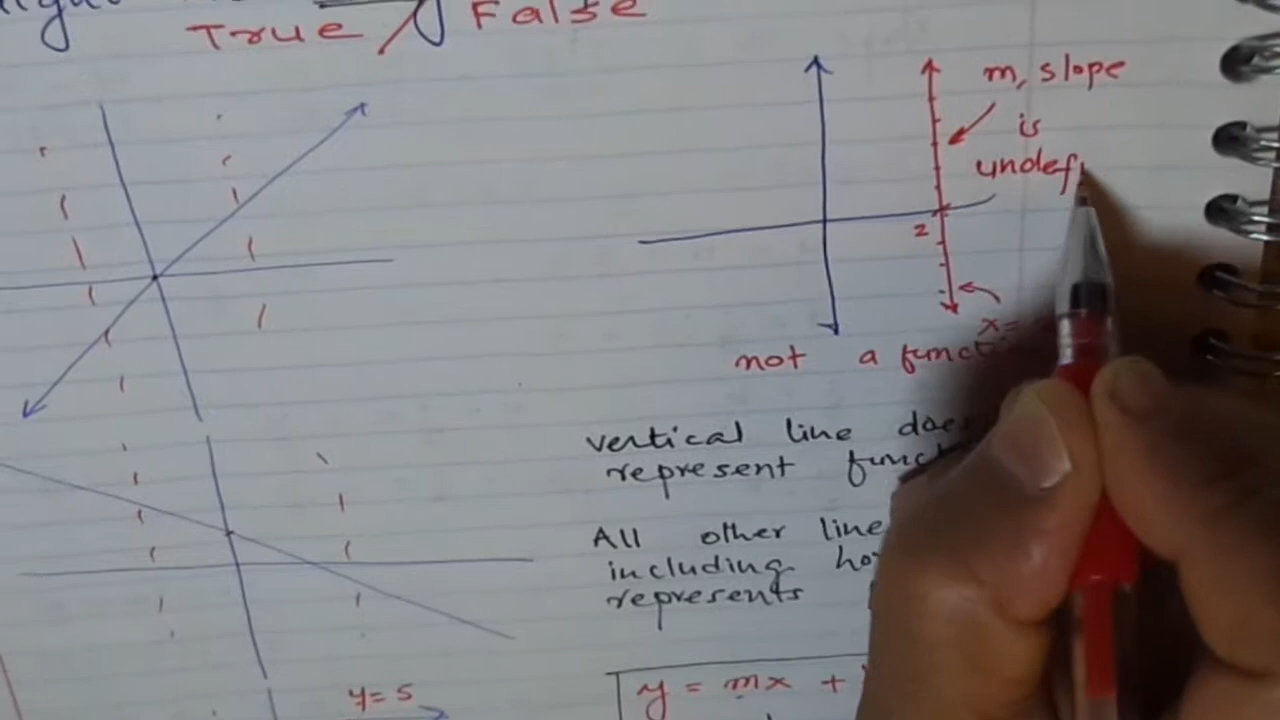 True / False
m, slope
is
undef
2
x=
not a funct
vertical line does
represent funct
All other line
including ho
represents
y = 5
y = mx +